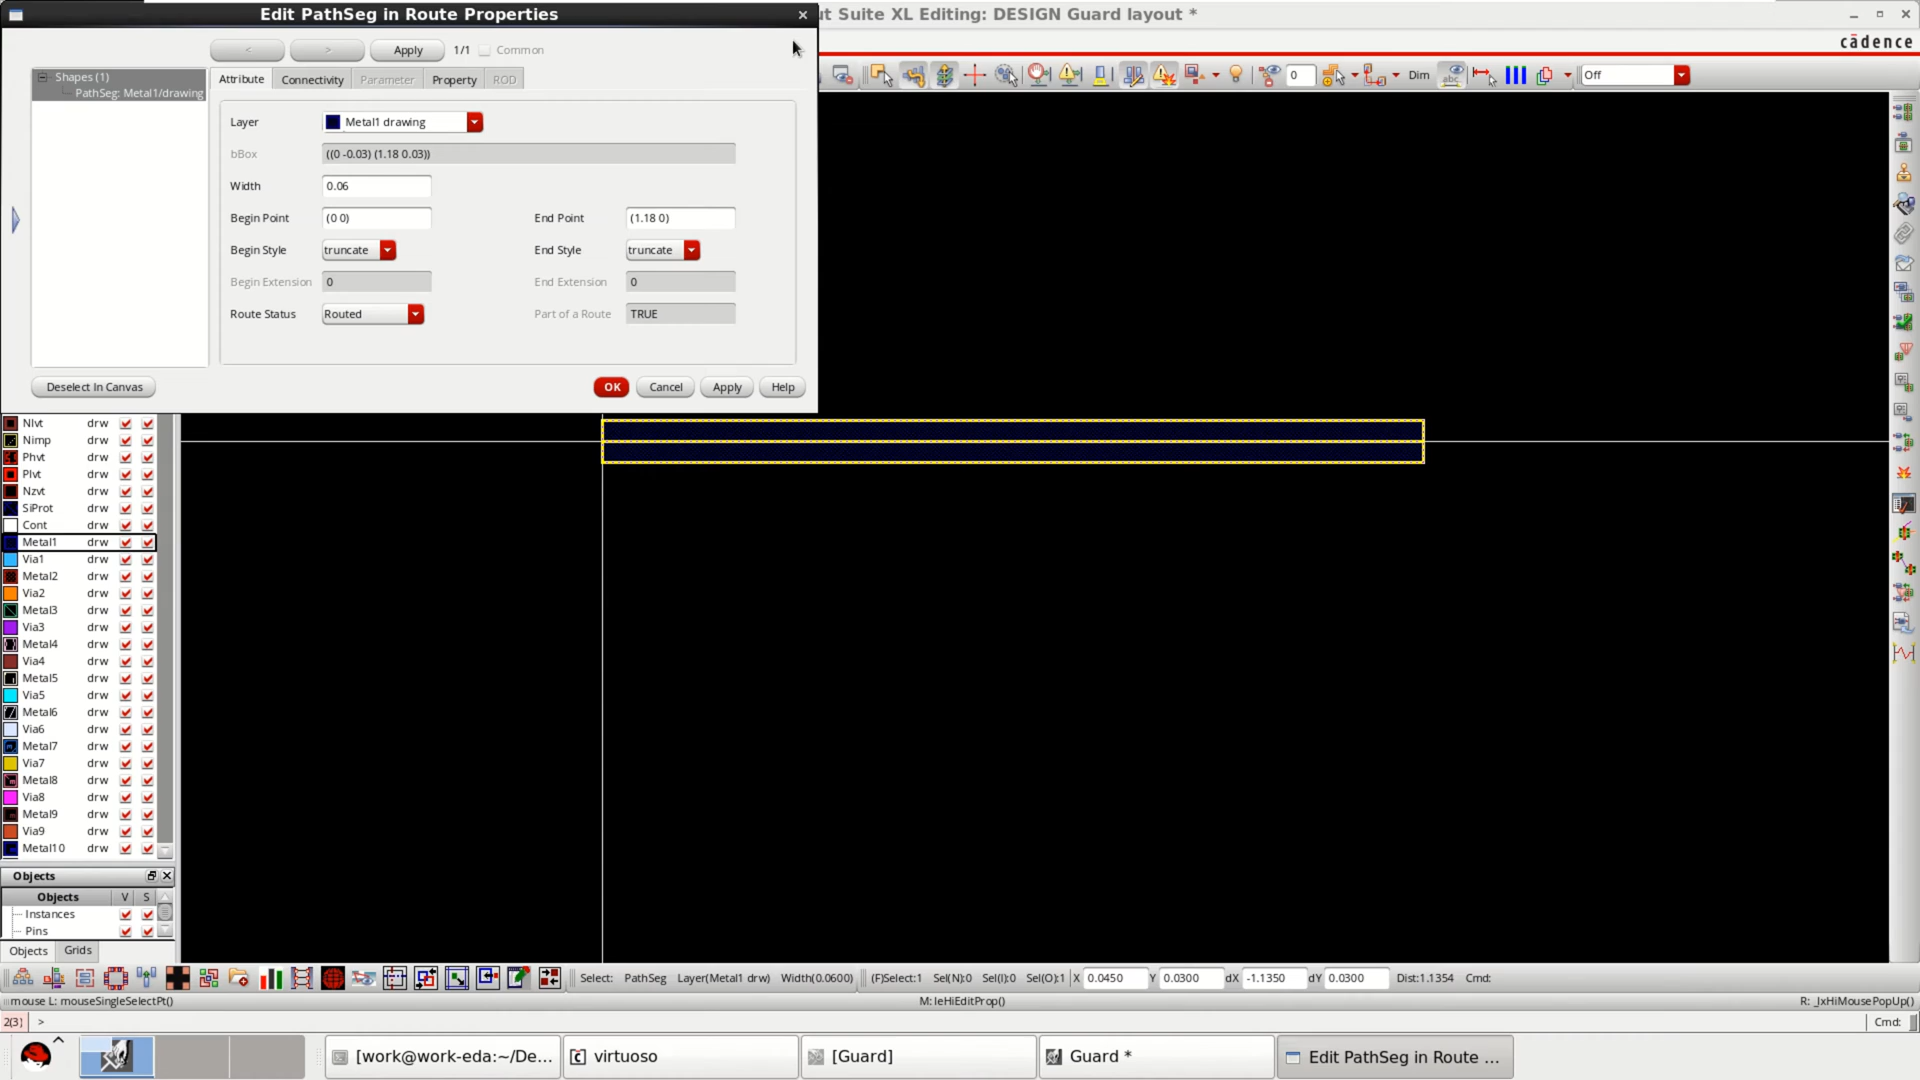 Edit PathSeg in Route Properties
ut Suite XL Editing: DESIGN Guard layout *
cādence
<
>
Apply
1/1
Common
Shapes (1)
PathSeg: Metal1/drawing
Attribute
Connectivity
Parameter
Property
ROD
0
Dim
abc
Off
Layer
Metal1 drawing
bBox
((0 -0.03) (1.18 0.03))
Width
0.06
Begin Point
(0 0)
End Point
(1.18 0)
Begin Style
truncate
End Style
truncate
Begin Extension
0
End Extension
0
Route Status
Routed
Part of a Route
TRUE
Deselect In Canvas
OK
Cancel
Apply
Help
Nlvt drw
Nimp drw
Phvt drw
Plvt drw
Nzvt drw
SiProt drw
Cont drw
Metal1 drw
Via1 drw
Metal2 drw
Via2 drw
Metal3 drw
Via3 drw
Metal4 drw
Via4 drw
Metal5 drw
Via5 drw
Metal6 drw
Via6 drw
Metal7 drw
Via7 drw
Metal8 drw
Via8 drw
Metal9 drw
Via9 drw
Metal10 drw
Objects
Objects V S
Instances
Pins
Objects Grids
Select: PathSeg Layer(Metal1 drw) Width(0.0600) (F)Select:1 Sel(N):0 Sel(I):0 Sel(O):1 X 0.0450 Y 0.0300 dX -1.1350 dY 0.0300 Dist:1.1354 Cmd:
mouse L: mouseSingleSelectPt()
M: leHiEditProp()
R: _lxHiMousePopUp()
2(3) >
Cmd:
[work@work-eda:~/De...
virtuoso
[Guard]
Guard *
Edit PathSeg in Route ...